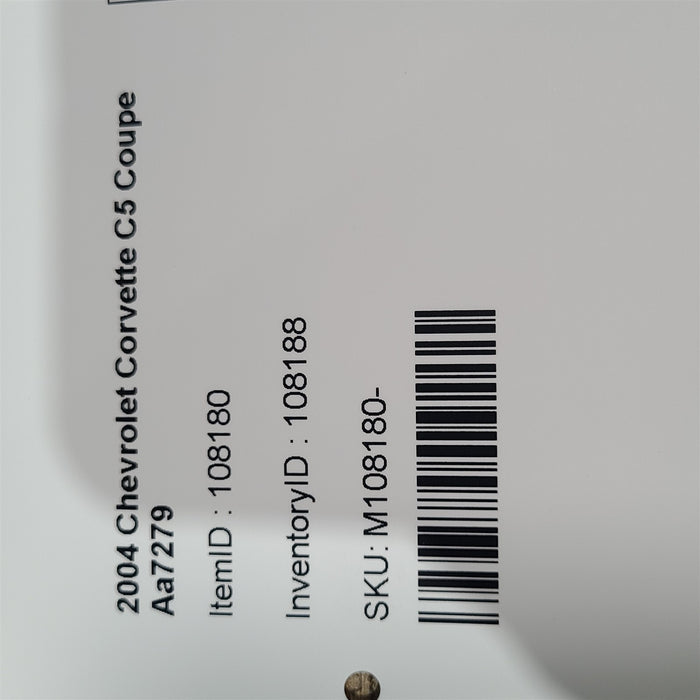 2004 Chevrolet Corvette C5 Coupe
Aa7279
ItemID : 108180
InventoryID : 108188
SKU: M108180-